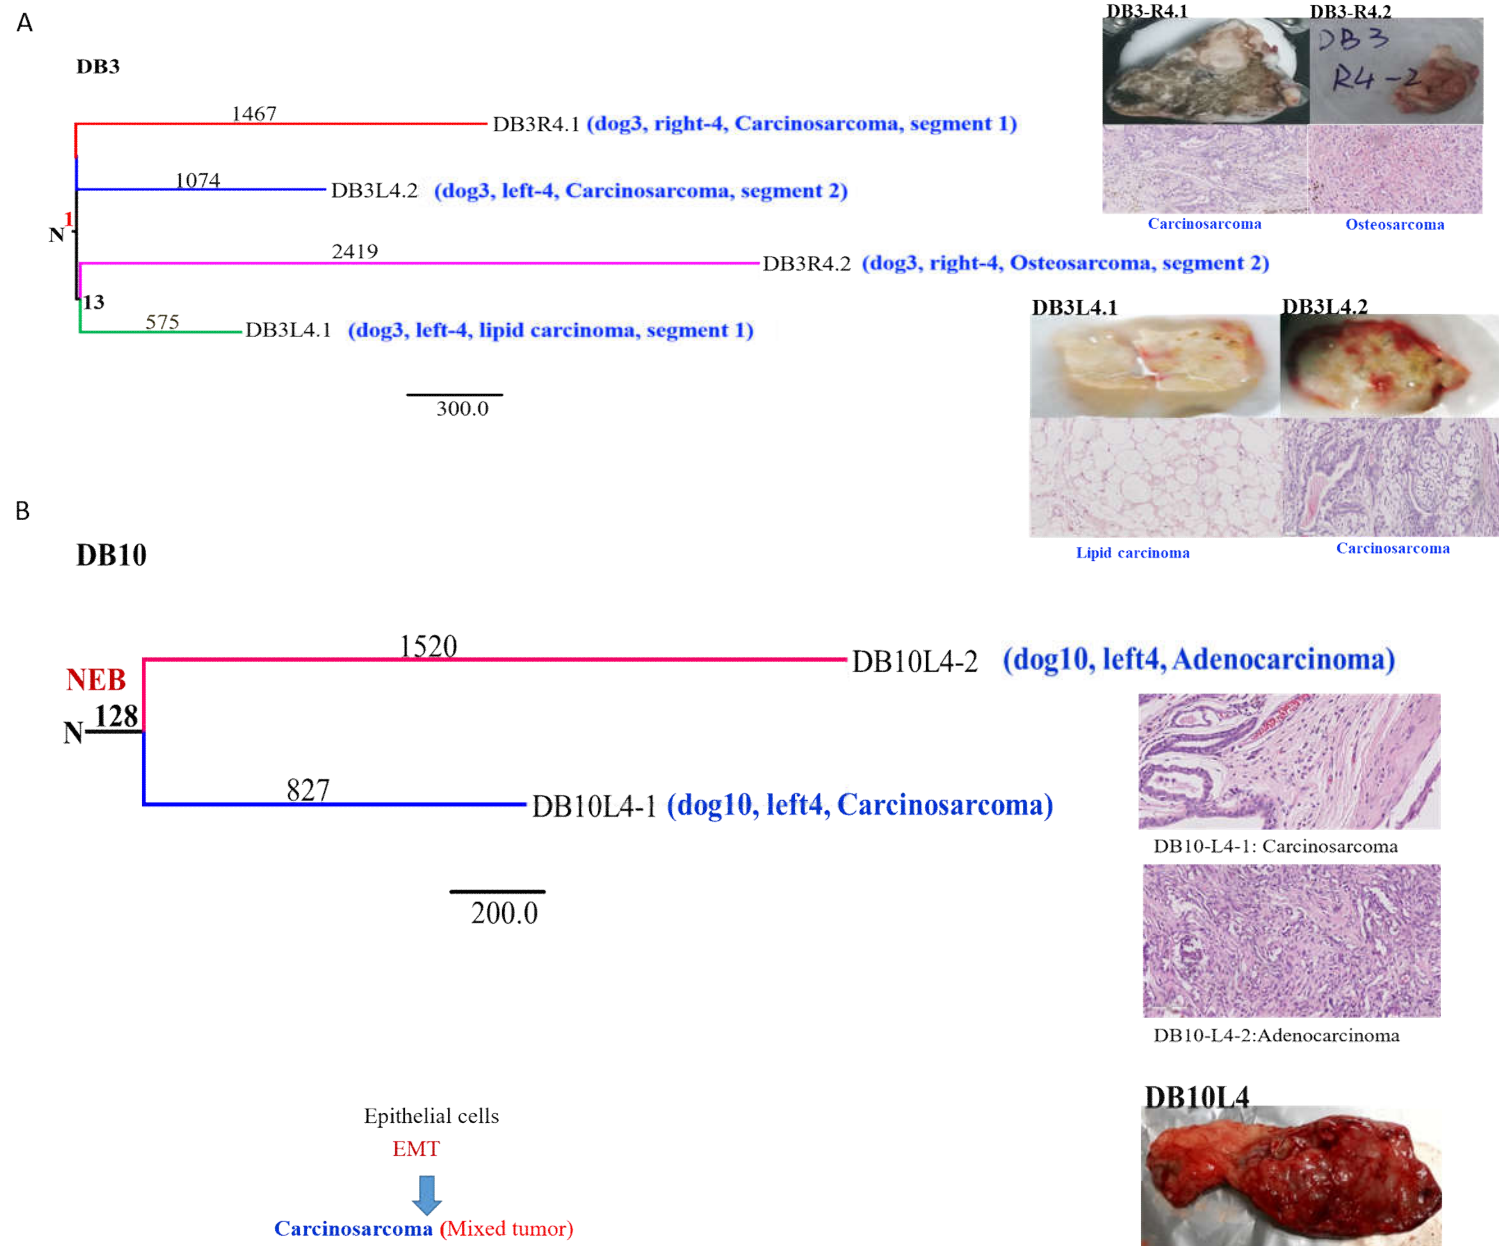 A
DB3
1467
DB3R4.1 (dog3, right-4, Carcinosarcoma, segment 1)
1074
DB3L4.2 (dog3, left-4, Carcinosarcoma, segment 2)
1
N
2419
DB3R4.2 (dog3, right-4, Osteosarcoma, segment 2)
13
575
DB3L4.1 (dog3, left-4, lipid carcinoma, segment 1)
300.0
DB3-R4.1
DB3-R4.2
DB3
R4-2
Carcinosarcoma
Osteosarcoma
DB3L4.1
DB3L4.2
Lipid carcinoma
Carcinosarcoma
B
DB10
1520
DB10L4-2 (dog10, left4, Adenocarcinoma)
NEB
128
N
827
DB10L4-1 (dog10, left4, Carcinosarcoma)
200.0
DB10-L4-1: Carcinosarcoma
DB10-L4-2:Adenocarcinoma
DB10L4
Epithelial cells
EMT
Carcinosarcoma (Mixed tumor)